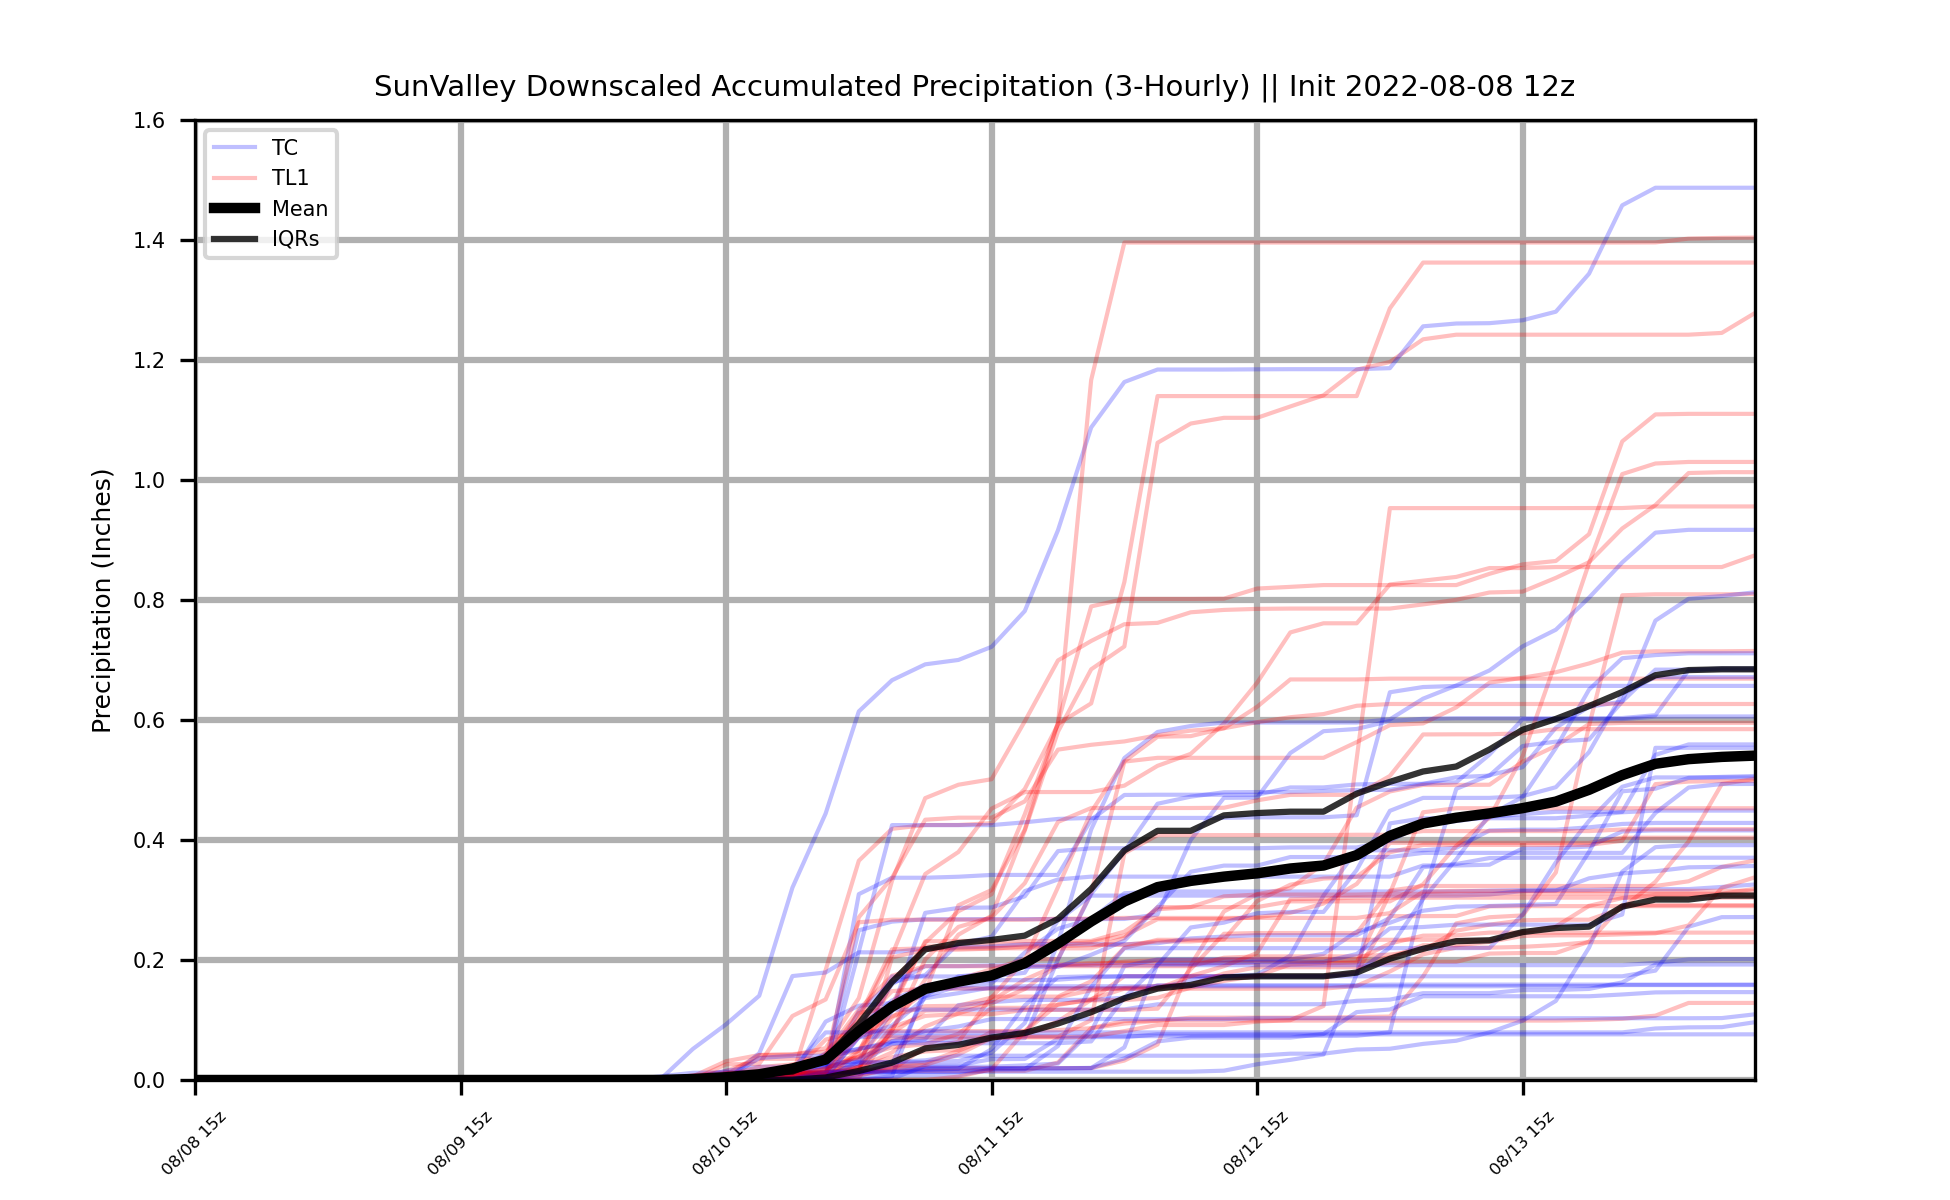 SunValley Downscaled Accumulated Precipitation (3-Hourly) || Init 2022-08-08 12z
TC
TL1
Mean
IQRs
Precipitation (Inches)
1.6
1.4
1.2
1.0
0.8
0.6
0.4
0.2
0.0
08/08 15z
08/09 15z
08/10 15z
08/11 15z
08/12 15z
08/13 15z